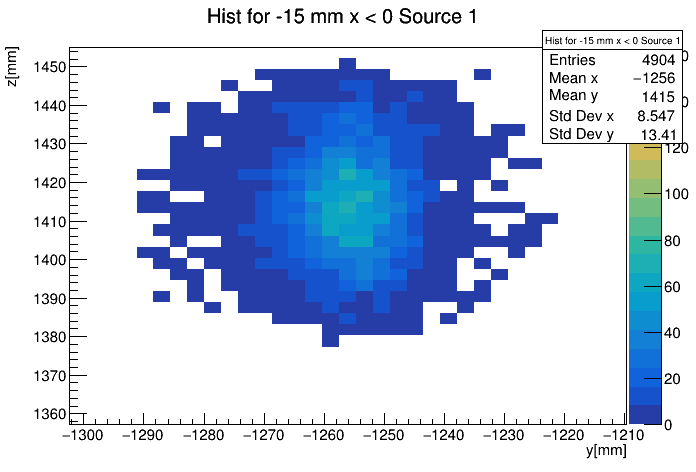 Hist for -15 mm x < 0 Source 1
Hist for -15 mm x < 0 Source 1
Entries 4904
Mean x −1256
Mean y 1415
Std Dev x 8.547
Std Dev y 13.41
z[mm]
1450
1440
1430
1420
1410
1400
1390
1380
1370
1360
120
100
80
60
40
20
0
−1300 −1290 −1280 −1270 −1260 −1250 −1240 −1230 −1220 −1210
y[mm]